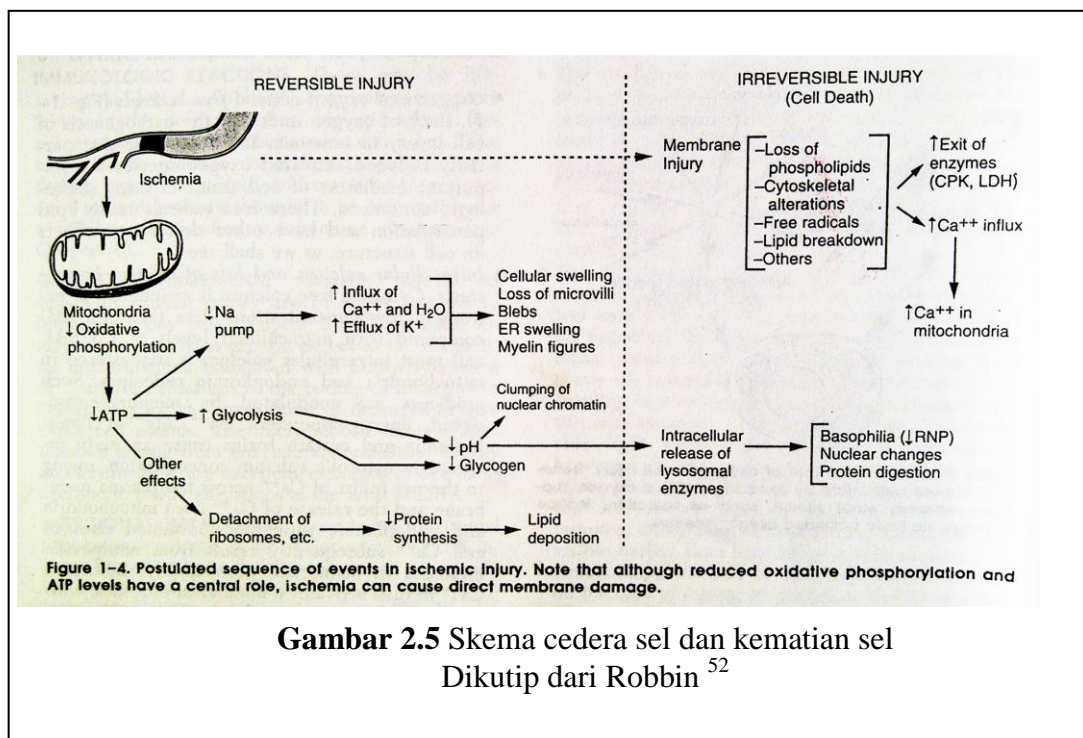 REVERSIBLE INJURY
IRREVERSIBLE INJURY
(Cell Death)
Ischemia
Membrane
Injury
–Loss of
phospholipids
–Cytoskeletal
alterations
–Free radicals
–Lipid breakdown
–Others
↑Exit of
enzymes
(CPK, LDH)
↑Ca++ influx
↑Ca++ in
mitochondria
Mitochondria
↓Oxidative
phosphorylation
↓Na
pump
↑ Influx of
Ca++ and H₂O
↑ Efflux of K+
Cellular swelling
Loss of microvilli
Blebs
ER swelling
Myelin figures
Clumping of
nuclear chromatin
↓ATP
↑ Glycolysis
↓pH
↓Glycogen
Intracellular
release of
lysosomal
enzymes
Basophilia (↓RNP)
Nuclear changes
Protein digestion
Other
effects
Detachment of
ribosomes, etc.
↓Protein
synthesis
Lipid
deposition
Figure 1–4. Postulated sequence of events in ischemic injury. Note that although reduced oxidative phosphorylation and
ATP levels have a central role, ischemia can cause direct membrane damage.
Gambar 2.5 Skema cedera sel dan kematian sel
Dikutip dari Robbin 52